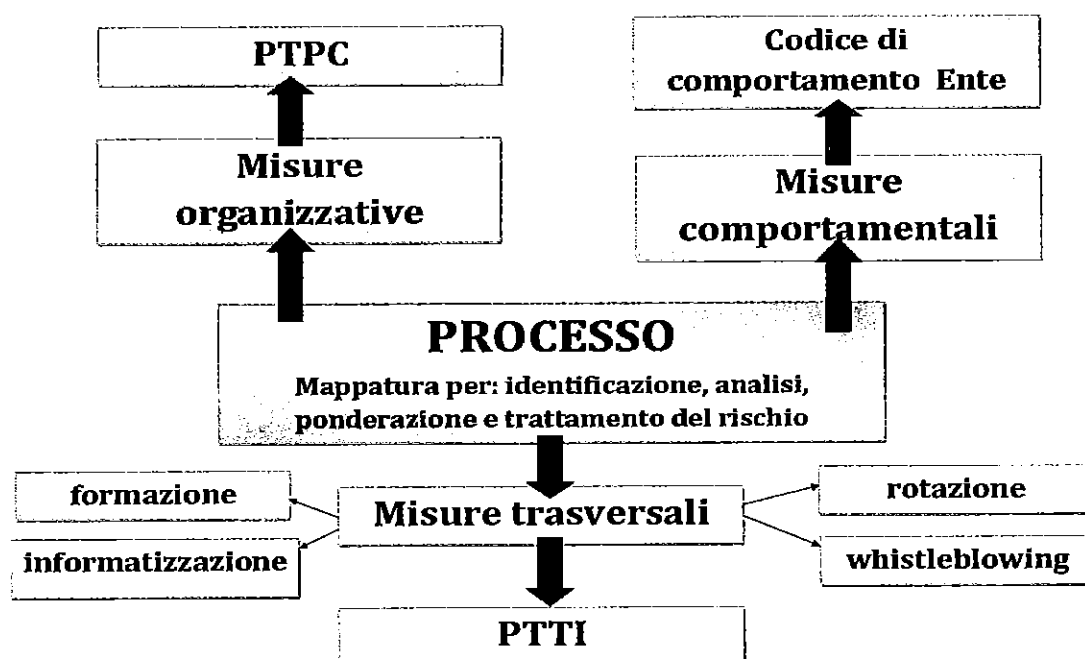 PTPC
Codice di
comportamento Ente
Misure
organizzative
Misure
comportamentali
PROCESSO
Mappatura per: identificazione, analisi,
ponderazione e trattamento del rischio
formazione
Misure trasversali
rotazione
informatizzazione
whistleblowing
PTTI